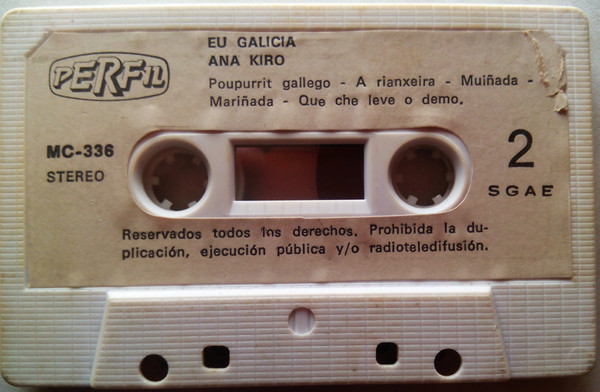 PERFIL
EU GALICIA
ANA KIRO
Poupurrit gallego - A rianxeira - Muiñada -
Mariñada - Que che leve o demo.
MC-336
STEREO
2
SGAE
Reservados todos los derechos. Prohibida la du-
plicación, ejecución pública y/o radioteledifusión.